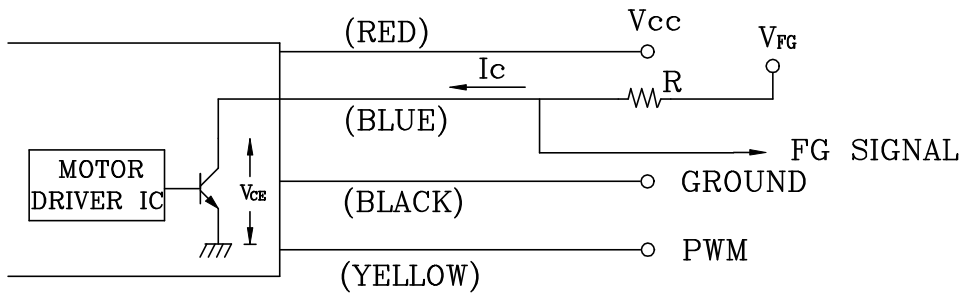 (RED)
Vcc
VFG
Ic
R
(BLUE)
FG SIGNAL
MOTOR
DRIVER IC
VCE
(BLACK)
GROUND
(YELLOW)
PWM